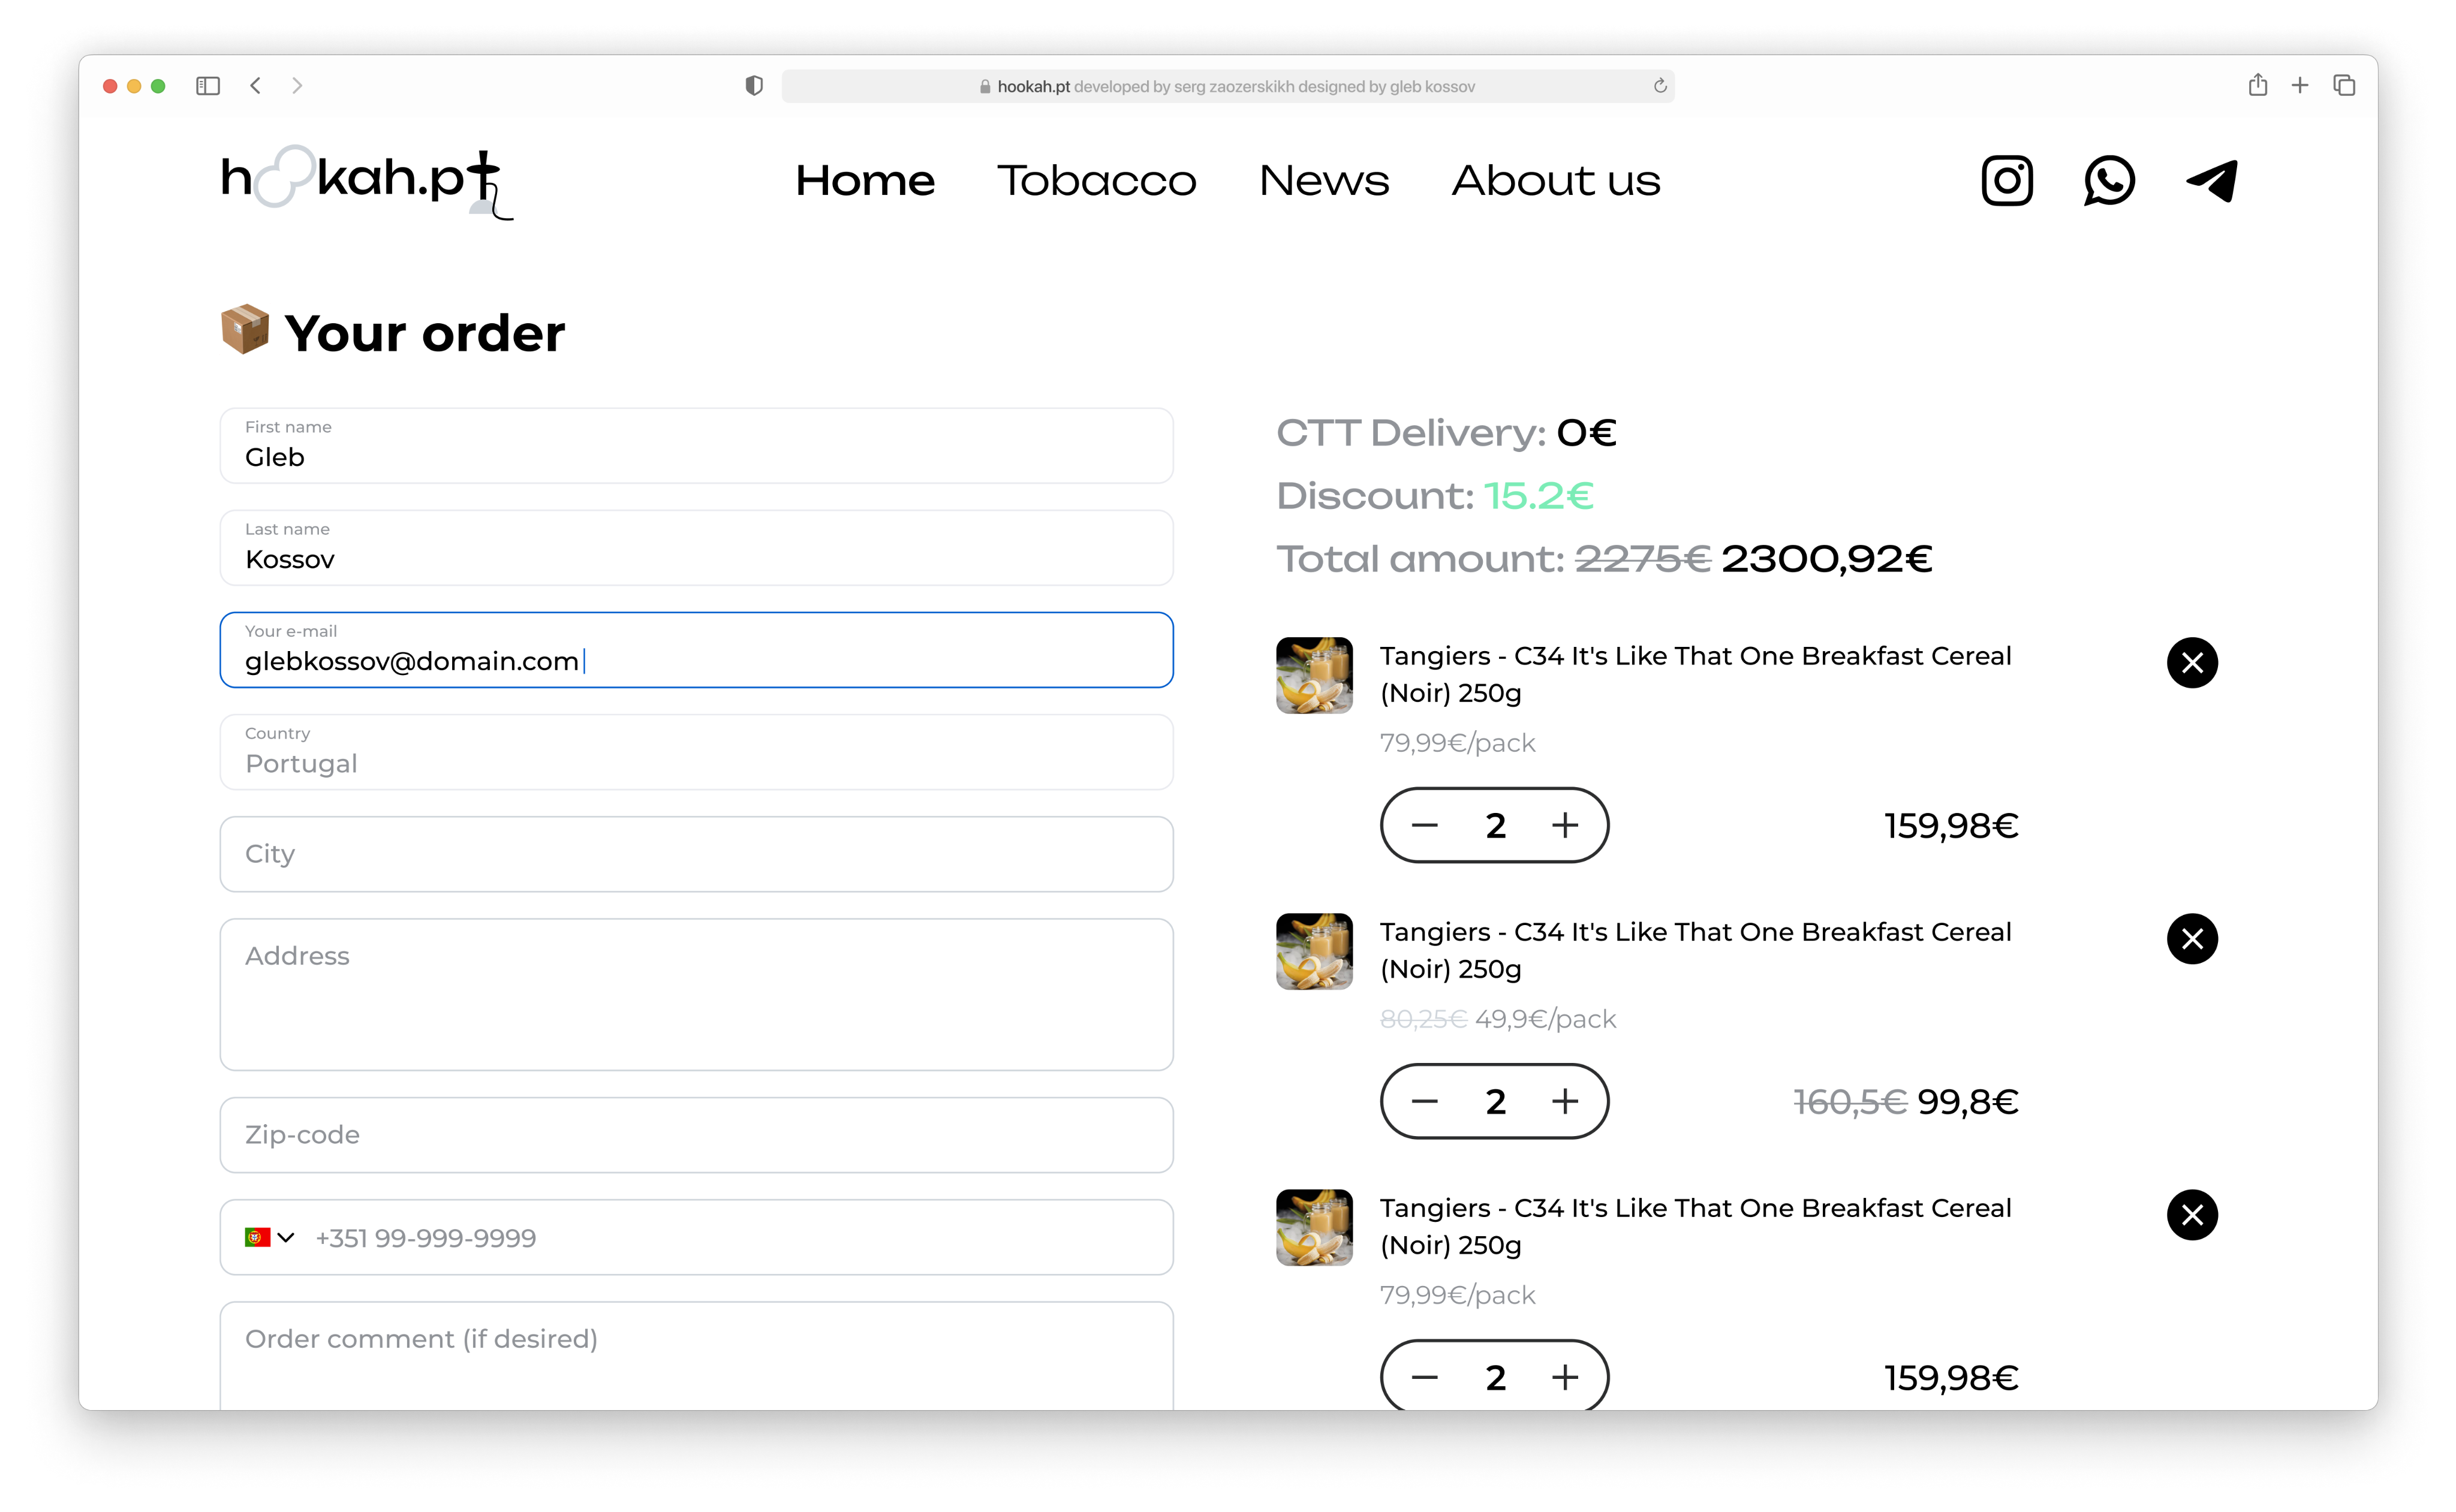 hookah.pt developed by serg zaozerskikh designed by gleb kossov
hookah.pt
Home Tobacco News About us
Your order
First name
Gleb
Last name
Kossov
Your e-mail
glebkossov@domain.com
Country
Portugal
City
Address
Zip-code
+351 99-999-9999
Order comment (if desired)
CTT Delivery: 0€
Discount: 15.2€
Total amount: 2275€ 2300,92€
Tangiers - C34 It's Like That One Breakfast Cereal
(Noir) 250g
79,99€/pack
2 159,98€
Tangiers - C34 It's Like That One Breakfast Cereal
(Noir) 250g
80,25€ 49,9€/pack
2 160,5€ 99,8€
Tangiers - C34 It's Like That One Breakfast Cereal
(Noir) 250g
79,99€/pack
2 159,98€